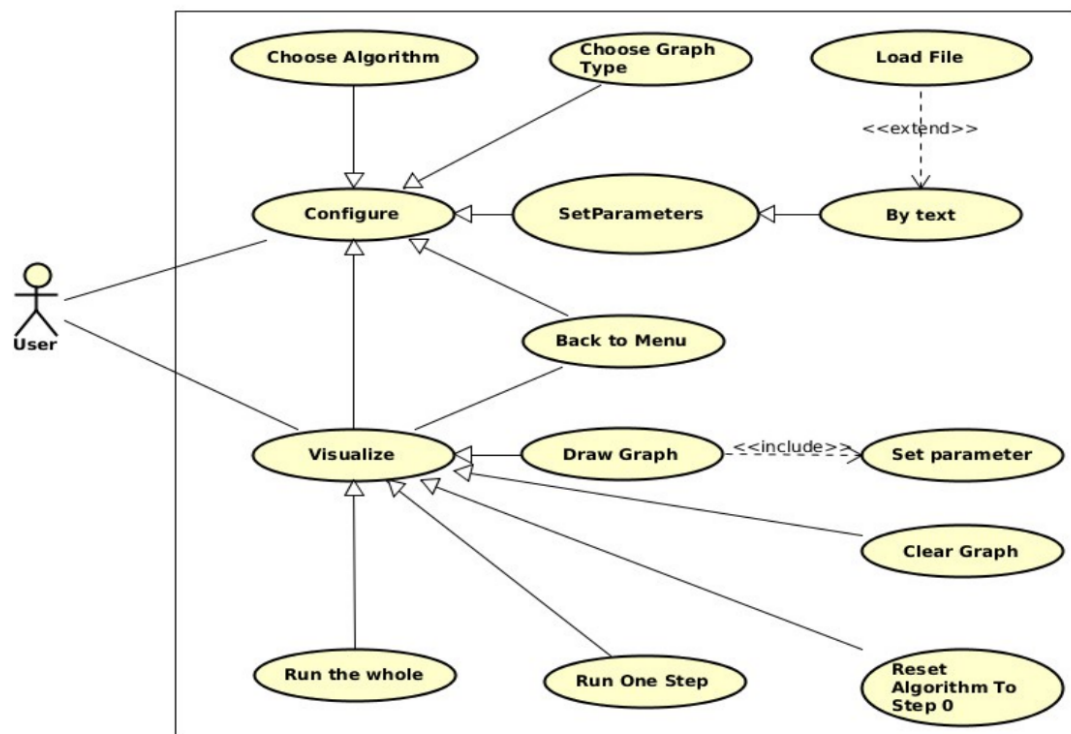 Choose Algorithm
Choose Graph
Type
Load File
<<extend>>
Configure
SetParameters
By text
User
Back to Menu
Visualize
Draw Graph
<<include>>
Set parameter
Clear Graph
Run the whole
Run One Step
Reset
Algorithm To
Step 0